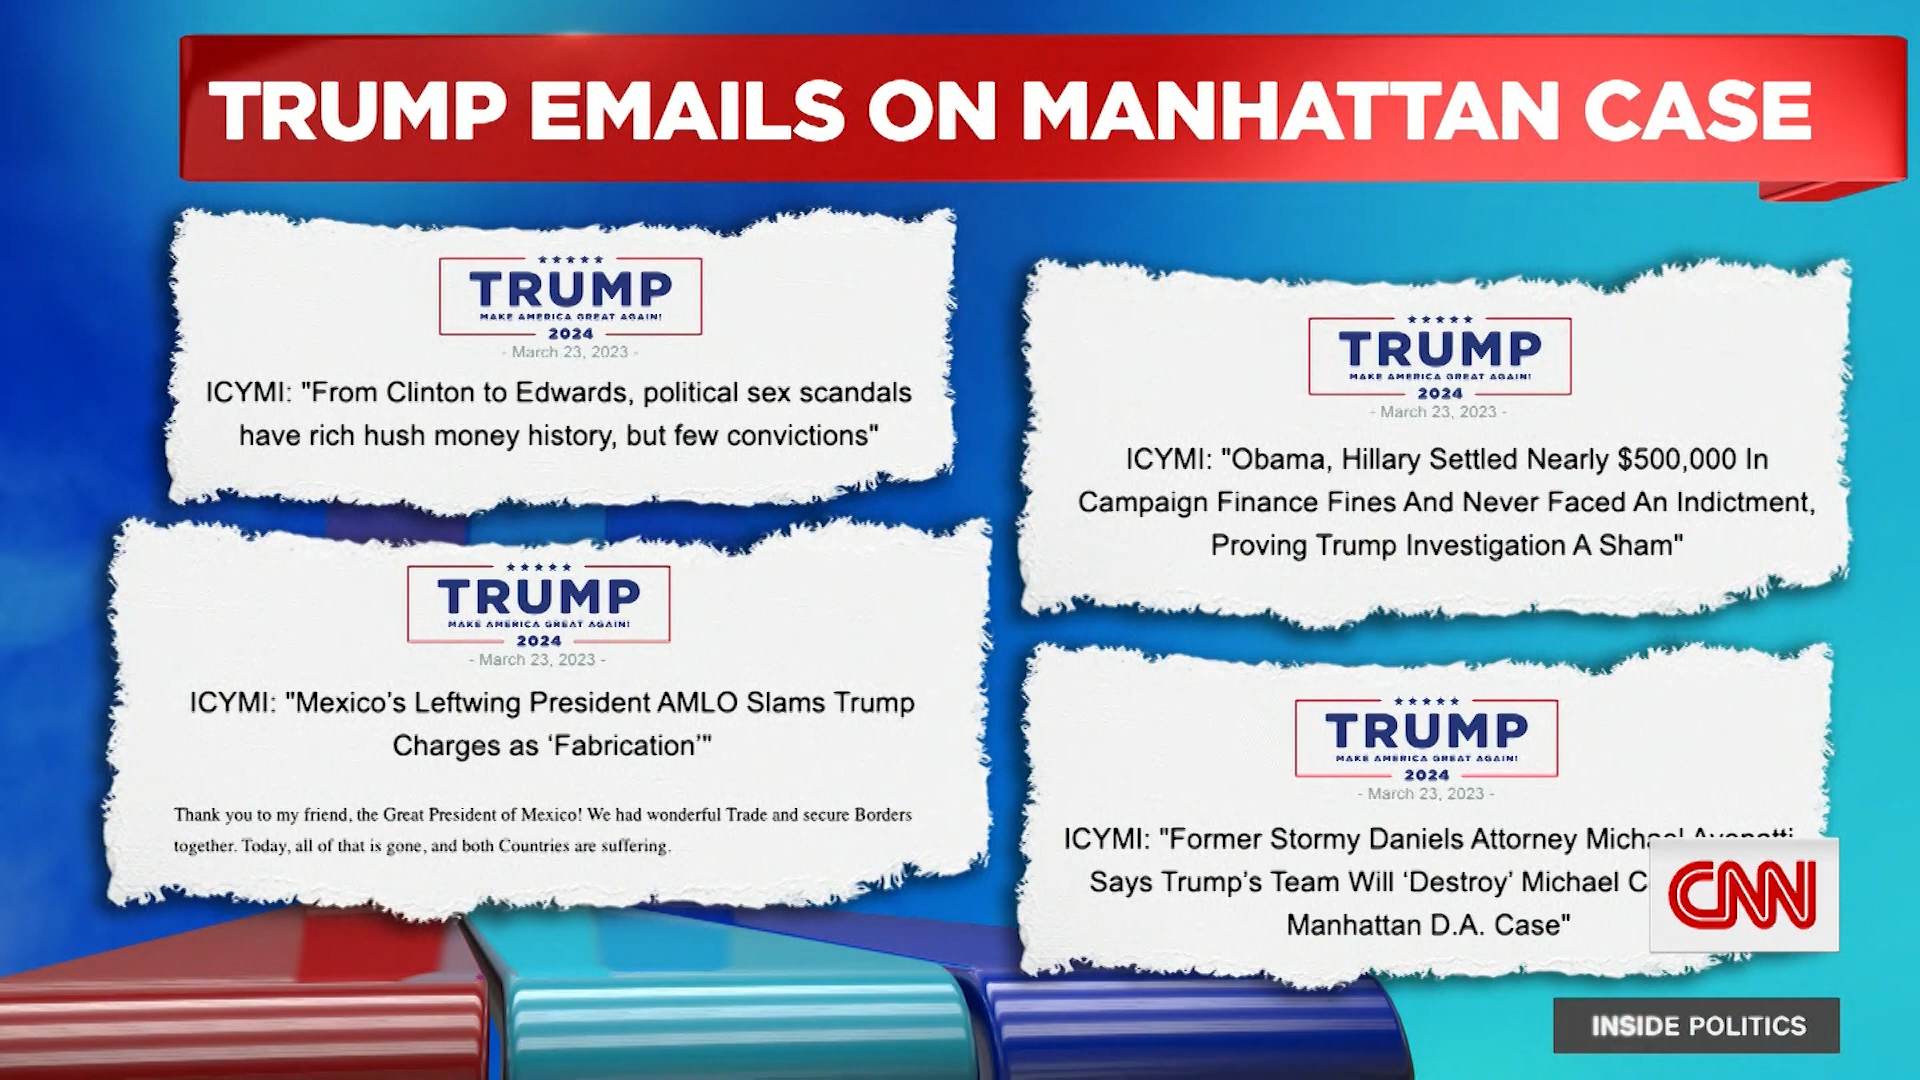 TRUMP EMAILS ON MANHATTAN CASE
TRUMP
MAKE AMERICA GREAT AGAIN!
2024
- March 23, 2023 -
ICYMI: "From Clinton to Edwards, political sex scandals
have rich hush money history, but few convictions"
TRUMP
MAKE AMERICA GREAT AGAIN!
2024
- March 23, 2023 -
ICYMI: "Mexico's Leftwing President AMLO Slams Trump
Charges as ‘Fabrication’"
Thank you to my friend, the Great President of Mexico! We had wonderful Trade and secure Borders
together. Today, all of that is gone, and both Countries are suffering.
TRUMP
MAKE AMERICA GREAT AGAIN!
2024
- March 23, 2023 -
ICYMI: "Obama, Hillary Settled Nearly $500,000 In
Campaign Finance Fines And Never Faced An Indictment,
Proving Trump Investigation A Sham"
TRUMP
MAKE AMERICA GREAT AGAIN!
2024
- March 23, 2023 -
ICYMI: "Former Stormy Daniels Attorney Michael Avenatti
Says Trump’s Team Will ‘Destroy’ Michael
Manhattan D.A. Case"
CNN
INSIDE POLITICS